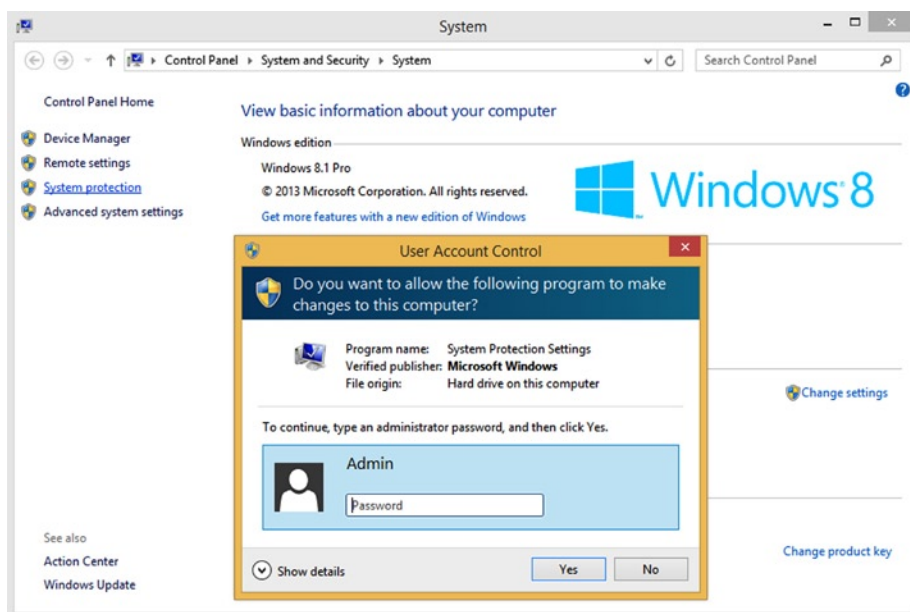 System
Control Panel System and Security System
Search Control Panel
Control Panel Home
Device Manager
Remote settings
System protection
Advanced system settings
View basic information about your computer
Windows edition
Windows 8.1 Pro
© 2013 Microsoft Corporation. All rights reserved.
Get more features with a new edition of Windows
Windows 8
User Account Control
Do you want to allow the following program to make
changes to this computer?
Program name: System Protection Settings
Verified publisher: Microsoft Windows
File origin: Hard drive on this computer
To continue, type an administrator password, and then click Yes.
Admin
Password
Show details
Yes
No
Change settings
Change product key
See also
Action Center
Windows Update